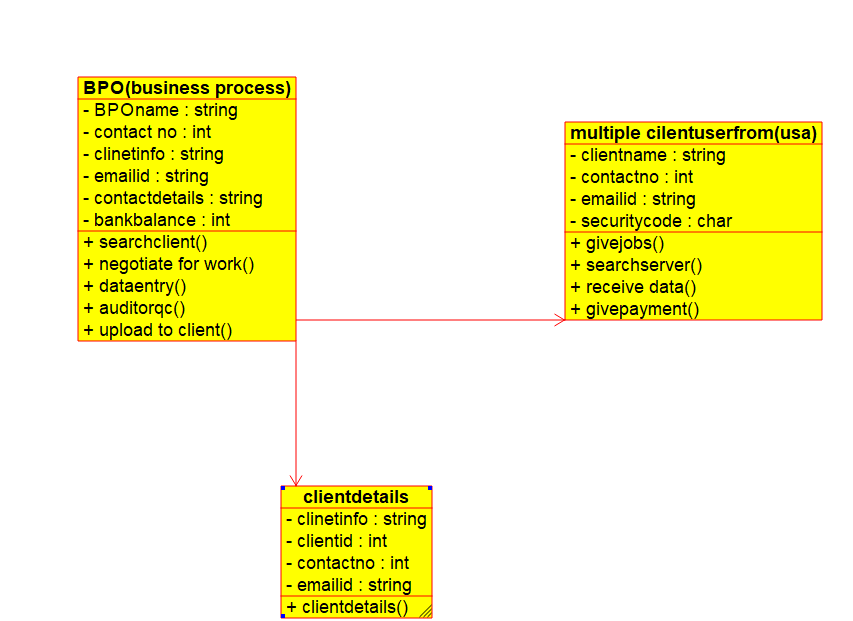 BPO(business process)
- BPOname : string
- contact no : int
- clinetinfo : string
- emailid : string
- contactdetails : string
- bankbalance : int
+ searchclient()
+ negotiate for work()
+ dataentry()
+ auditorqc()
+ upload to client()
multiple cilentuserfrom(usa)
- clientname : string
- contactno : int
- emailid : string
- securitycode : char
+ givejobs()
+ searchserver()
+ receive data()
+ givepayment()
clientdetails
- clinetinfo : string
- clientid : int
- contactno : int
- emailid : string
+ clientdetails()